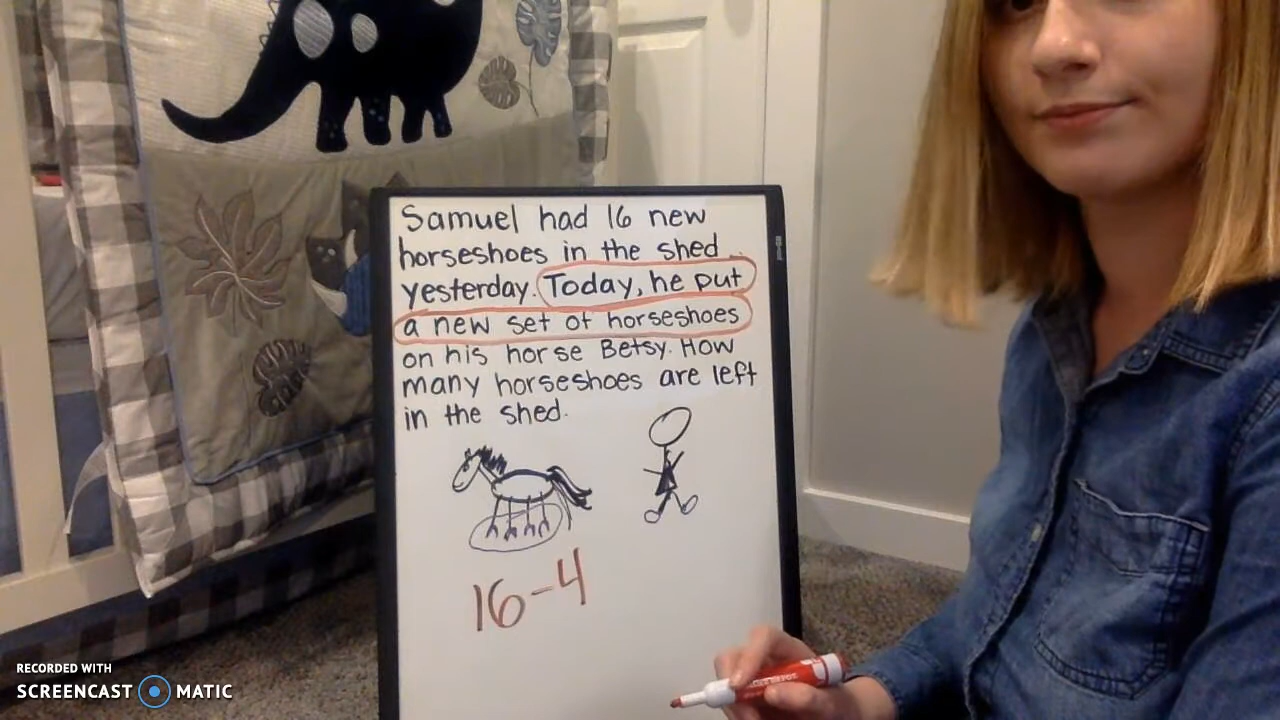 Samuel had 16 new
horseshoes in the shed
yesterday. Today, he put
a new set of horseshoes
on his horse Betsy. How
many horseshoes are left
in the shed.
16-4
RECORDED WITH
SCREENCAST MATIC